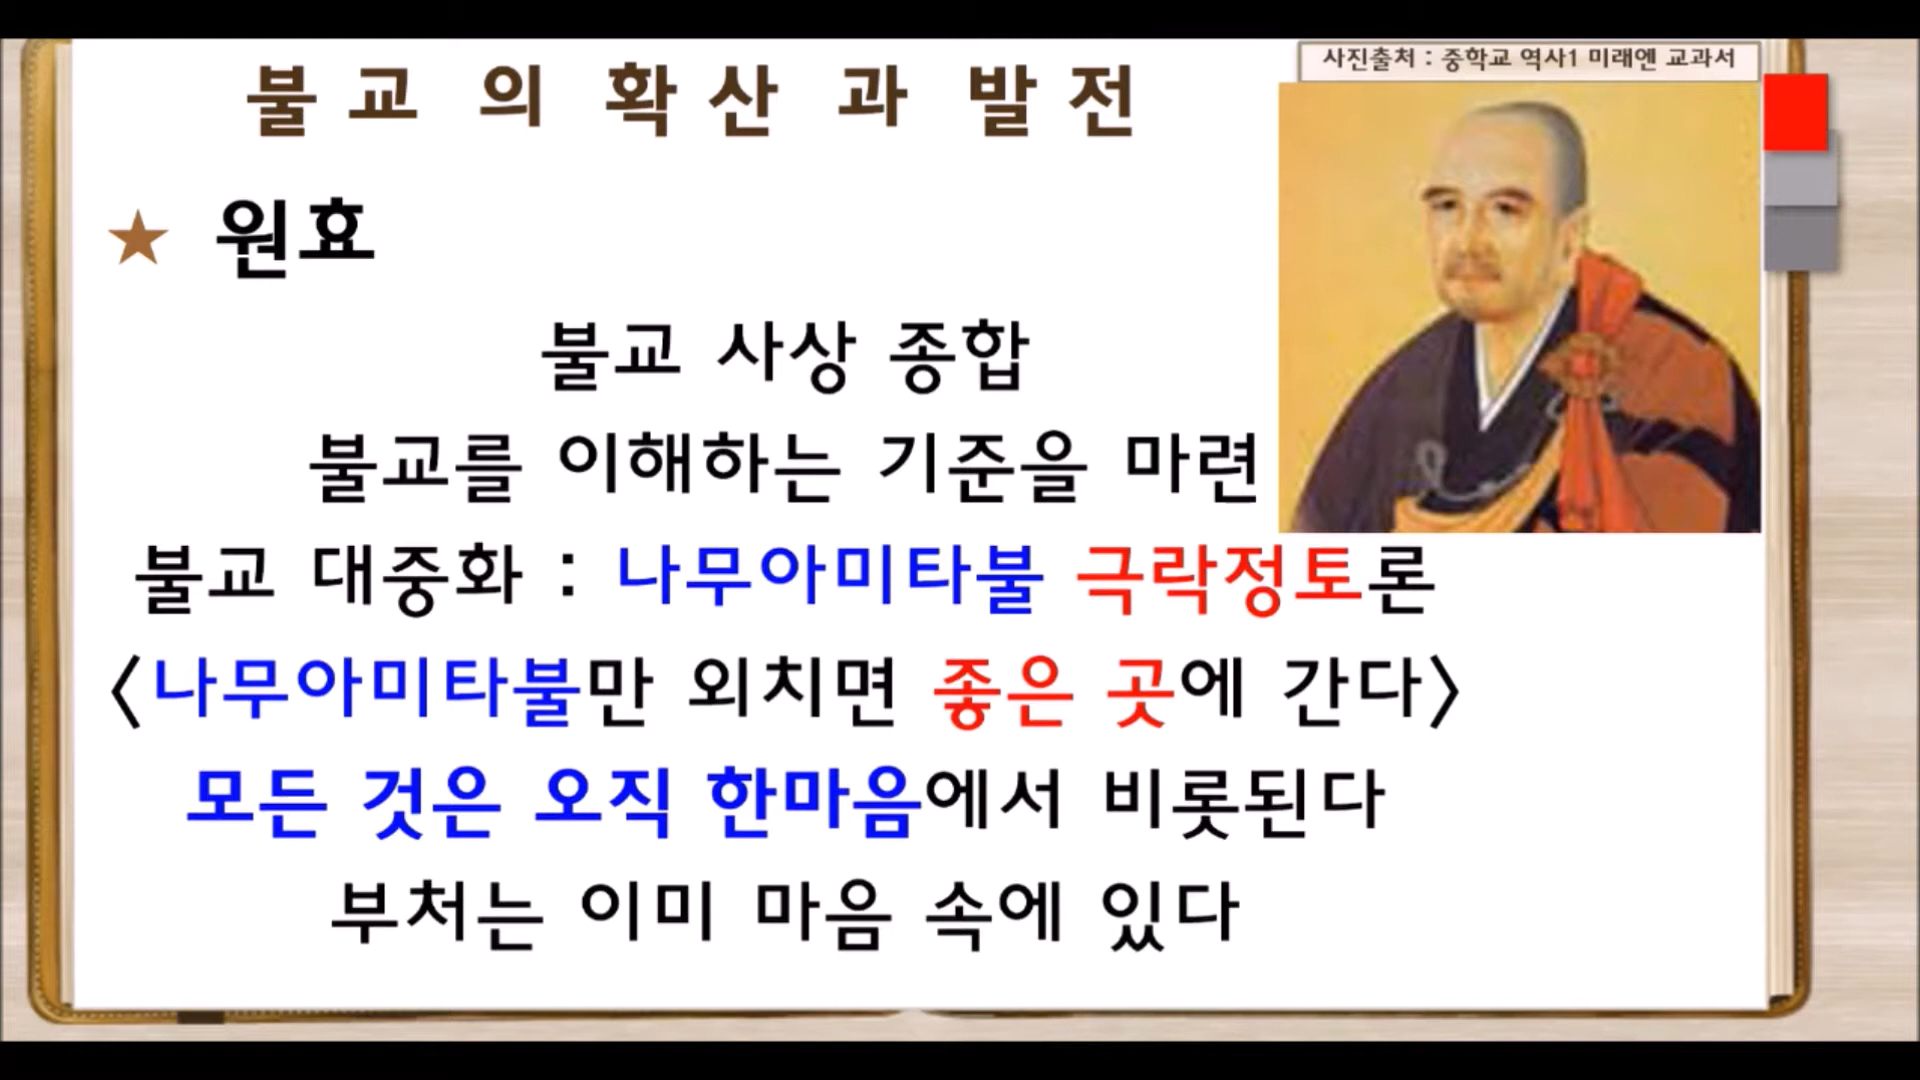 사진출처 : 중학교 역사1 미래엔 교과서
불교의 확산과 발전
★ 원효
불교 사상 종합
불교를 이해하는 기준을 마련
불교 대중화 : 나무아미타불 극락정토론
〈나무아미타불만 외치면 좋은 곳에 간다〉
모든 것은 오직 한마음에서 비롯된다
부처는 이미 마음 속에 있다